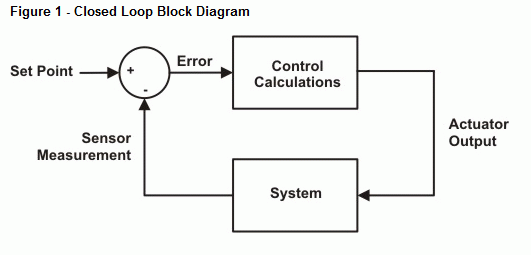 Figure 1 - Closed Loop Block Diagram
Set Point
+
-
Error
Control
Calculations
Actuator
Output
Sensor
Measurement
System